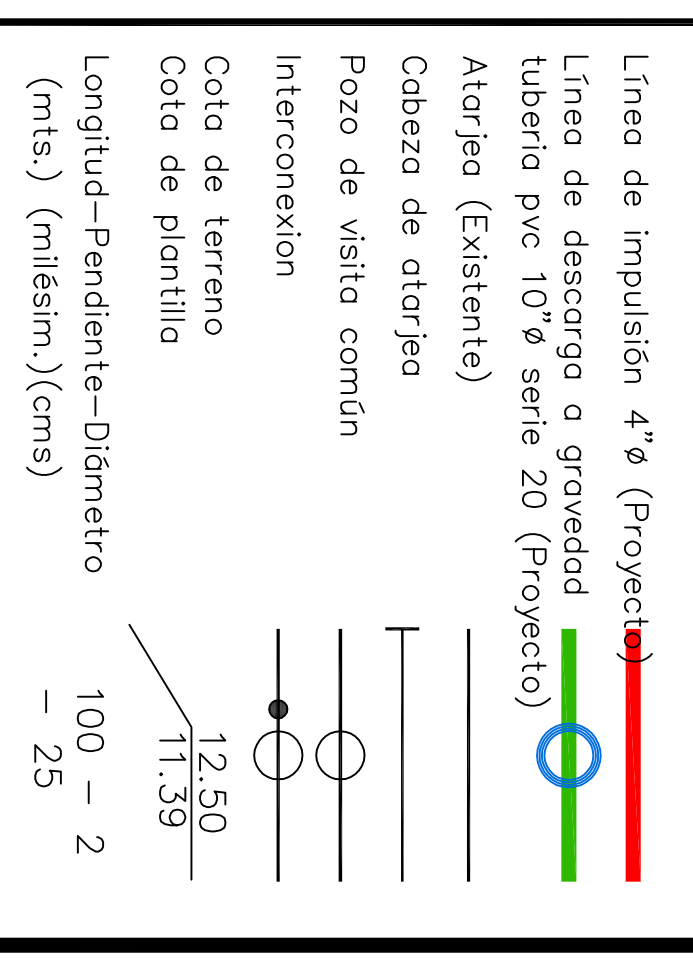 Línea de impulsión 4"ø (Proyecto)
Línea de descarga a gravedad
tuberia pvc 10"ø serie 20 (Proyecto)
Atarjea (Existente)
Cabeza de atarjea
Pozo de visita común
Interconexion
Cota de terreno
Cota de plantilla
12.50
11.39
Longitud-Pendiente-Diámetro
(mts.) (milésim.)(cms)
100 - 2
- 25